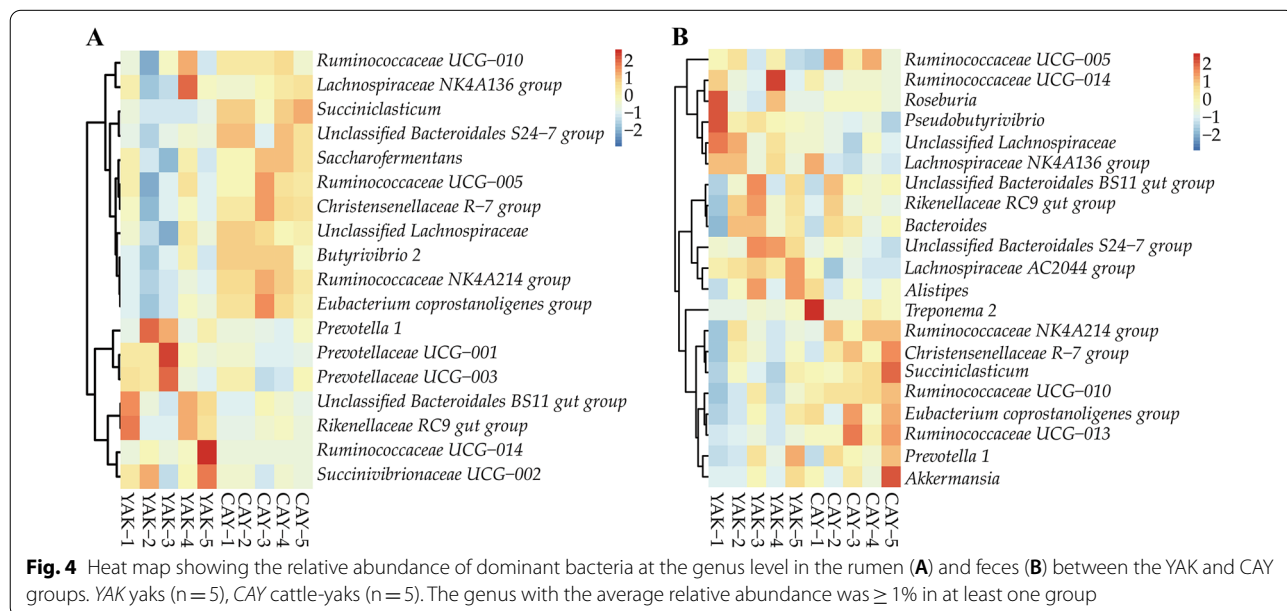 A
2
1
0
−1
−2
Ruminococcaceae UCG−010
Lachnospiraceae NK4A136 group
Succiniclasticum
Unclassified Bacteroidales S24−7 group
Saccharofermentans
Ruminococcaceae UCG−005
Christensenellaceae R−7 group
Unclassified Lachnospiraceae
Butyrivibrio 2
Ruminococcaceae NK4A214 group
Eubacterium coprostanoligenes group
Prevotella 1
Prevotellaceae UCG−001
Prevotellaceae UCG−003
Unclassified Bacteroidales BS11 gut group
Rikenellaceae RC9 gut group
Ruminococcaceae UCG−014
Succinivibrionaceae UCG−002
YAK−1
YAK−2
YAK−3
YAK−4
YAK−5
CAY−1
CAY−2
CAY−3
CAY−4
CAY−5
B
2
1
0
−1
−2
Ruminococcaceae UCG−005
Ruminococcaceae UCG−014
Roseburia
Pseudobutyrivibrio
Unclassified Lachnospiraceae
Lachnospiraceae NK4A136 group
Unclassified Bacteroidales BS11 gut group
Rikenellaceae RC9 gut group
Bacteroides
Unclassified Bacteroidales S24−7 group
Lachnospiraceae AC2044 group
Alistipes
Treponema 2
Ruminococcaceae NK4A214 group
Christensenellaceae R−7 group
Succiniclasticum
Ruminococcaceae UCG−010
Eubacterium coprostanoligenes group
Ruminococcaceae UCG−013
Prevotella 1
Akkermansia
YAK−1
YAK−2
YAK−3
YAK−4
YAK−5
CAY−1
CAY−2
CAY−3
CAY−4
CAY−5
Fig. 4 Heat map showing the relative abundance of dominant bacteria at the genus level in the rumen (A) and feces (B) between the YAK and CAY
groups. YAK yaks (n = 5), CAY cattle-yaks (n = 5). The genus with the average relative abundance was ≥ 1% in at least one group